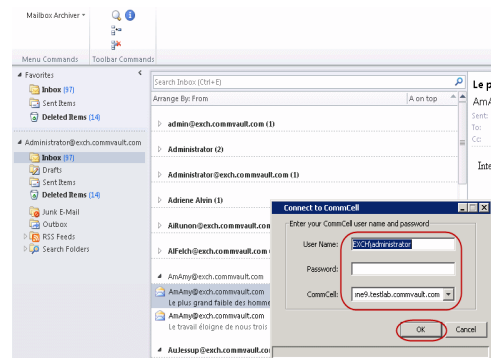 Mailbox Archiver
Menu Commands
Toolbar Commands
Favorites
Inbox (97)
Sent Items
Deleted Items (14)
Administrator@exch.commvault.com
Inbox (97)
Drafts
Sent Items
Deleted Items (14)
Junk E-Mail
Outbox
RSS Feeds
Search Folders
Search Inbox (Ctrl+E)
Arrange By: From
A on top
admin@exch.commvault.com (1)
Administrator (2)
Administrator@exch.commvault.com (1)
Adriene Alvin (1)
AiRunon@exch.commvault.con
AlFelch@exch.commvault.com
AmAmy@exch.commvault.com
AmAmy@exch.commvault.com
Le plus grand faible des homme
AmAmy@exch.commvault.com
Le travail éloigne de nous trois
AuJessup@exch.commvault.co
Le p
AmA
Sent:
To:
Cc:
Inte
Connect to CommCell
Enter your CommCell user name and password
User Name:
EXCH\administrator
Password:
CommCell:
ne9.testlab.commvault.com
OK
Cancel